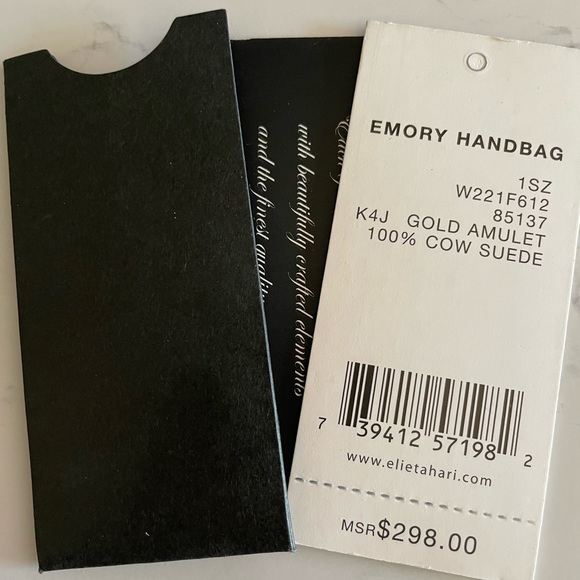 with beautifully crafted elements
and the finest
EMORY HANDBAG
1SZ
W221F612
85137
K4J GOLD AMULET
100% COW SUEDE
7 39412 57198 2
www.elietahari.com
MSR$298.00